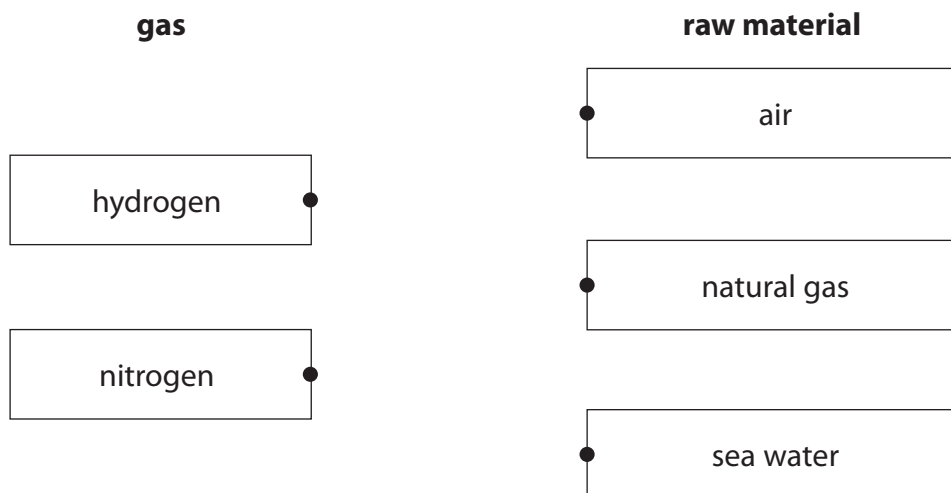 gas
raw material
air
hydrogen
natural gas
nitrogen
sea water